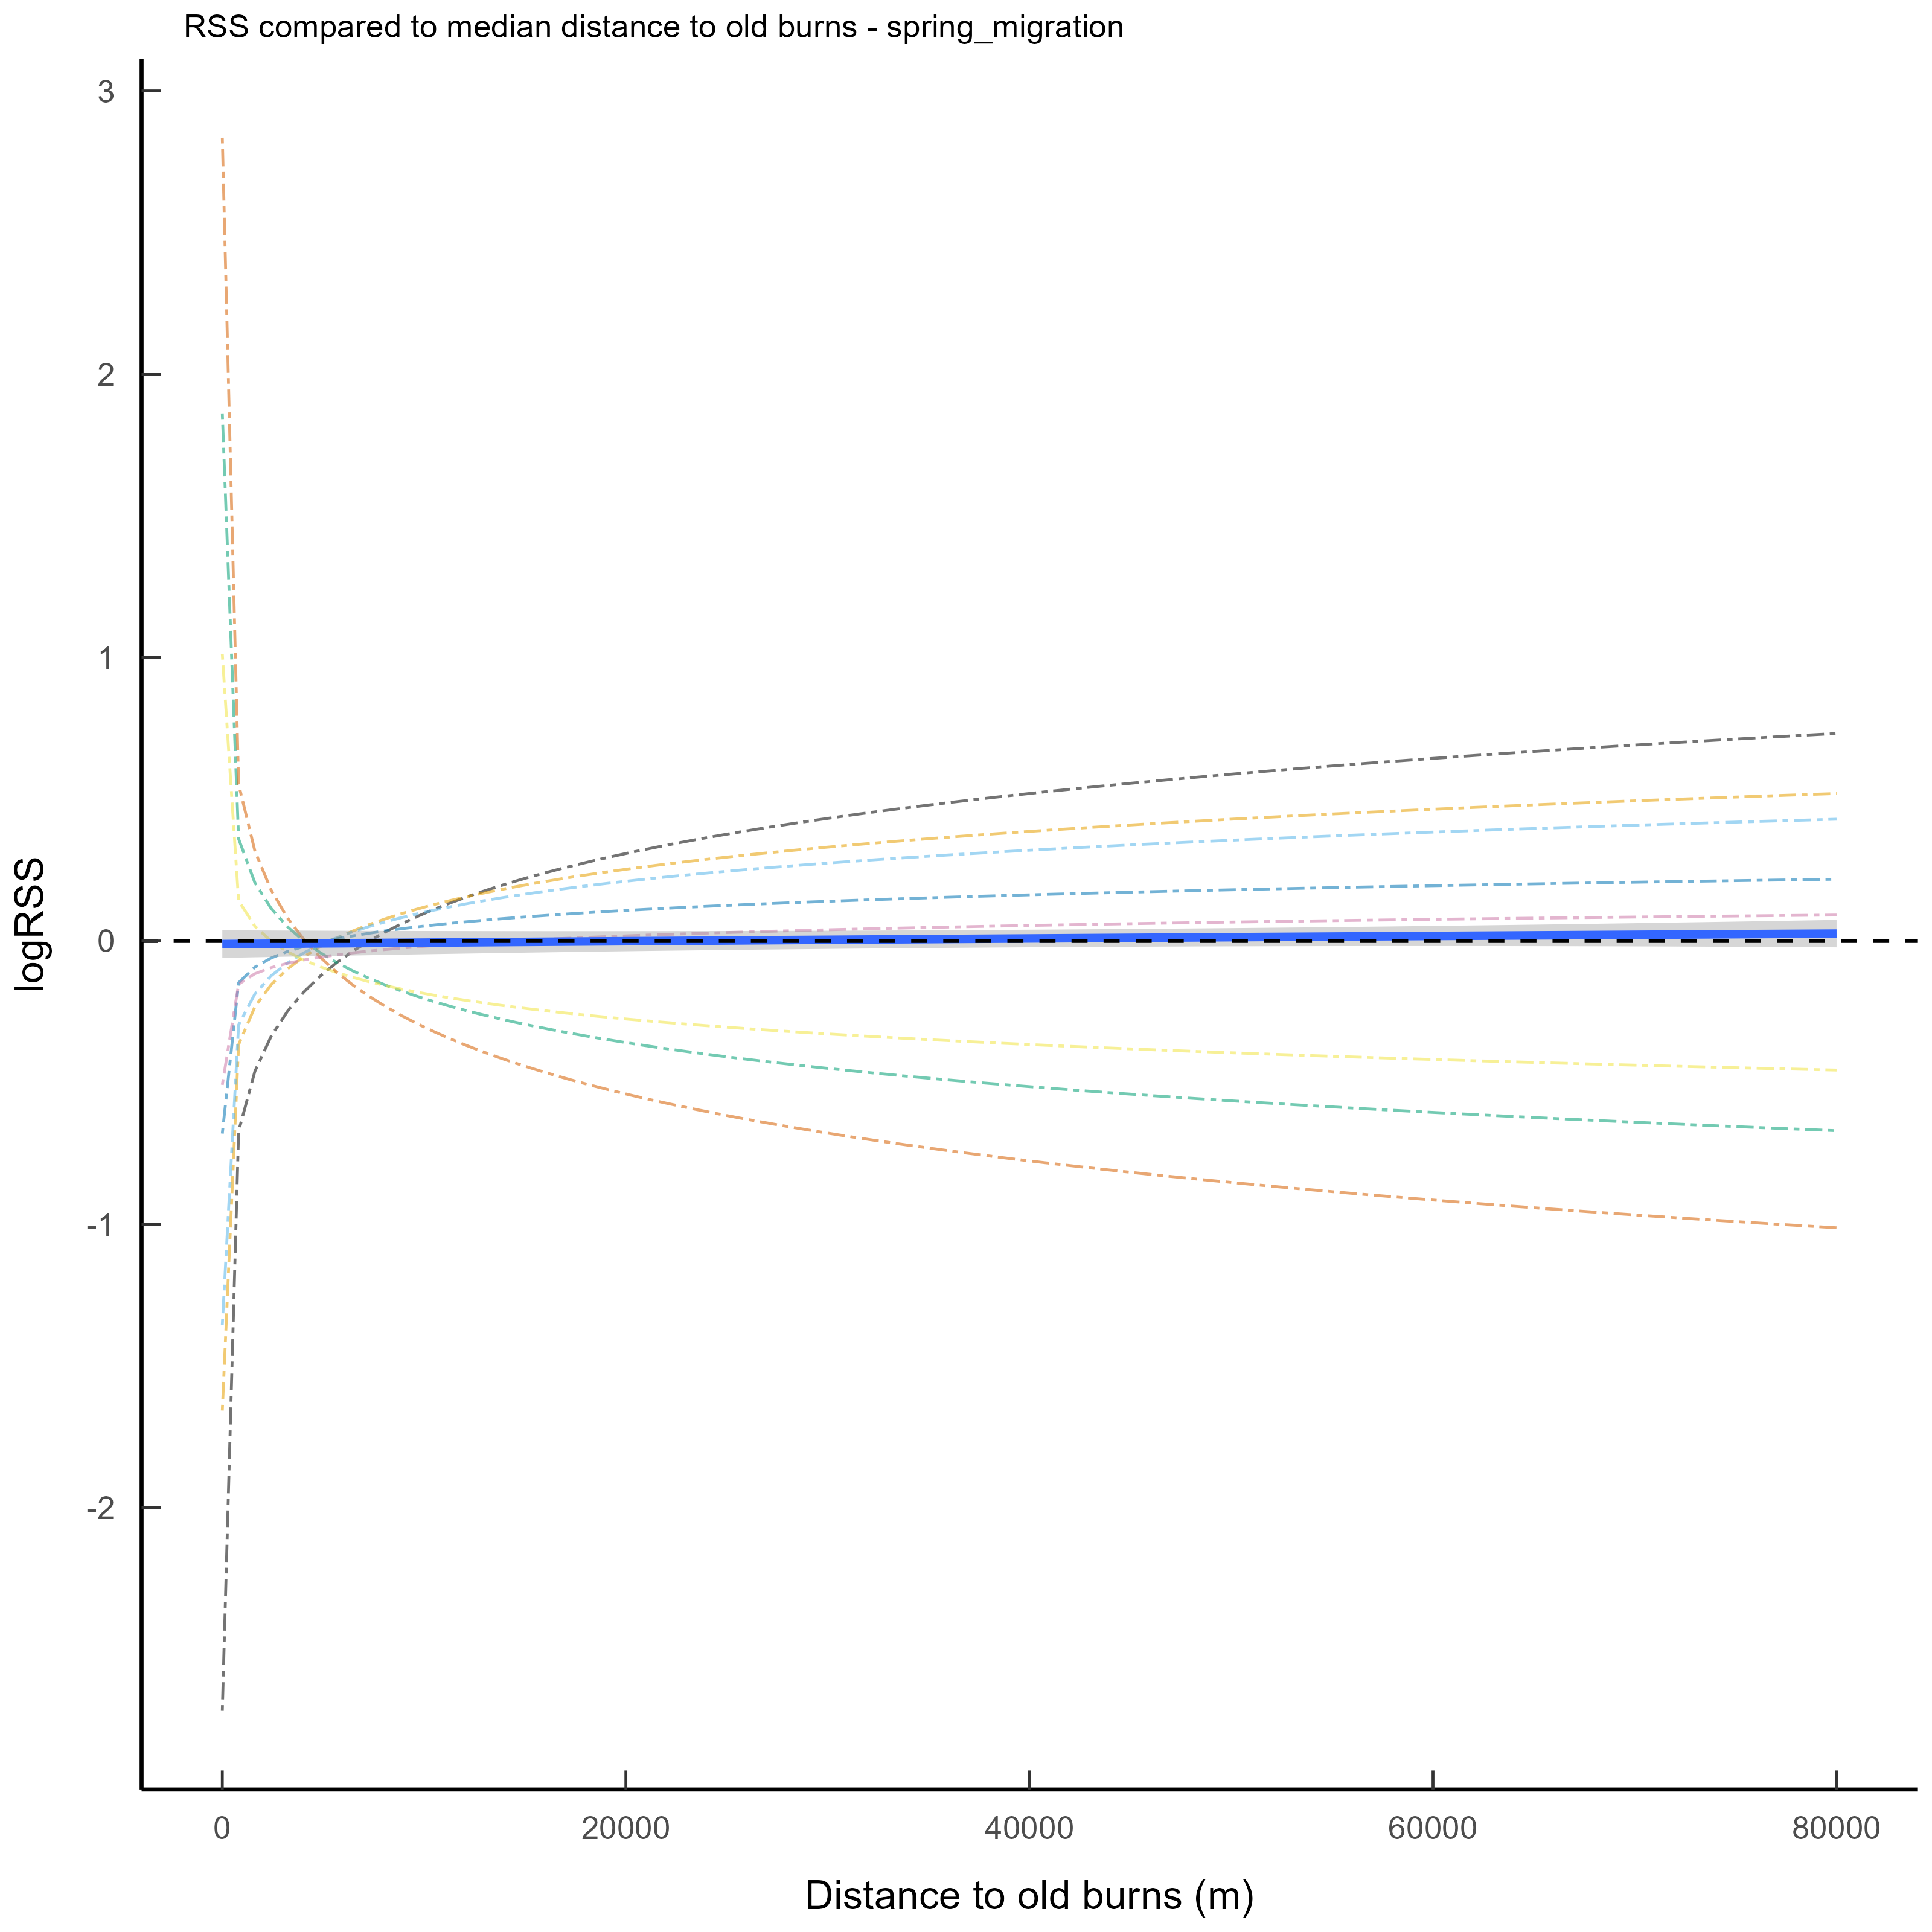 RSS compared to median distance to old burns - spring_migration
3
2
1
0
-1
-2
logRSS
0 20000 40000 60000 80000
Distance to old burns (m)